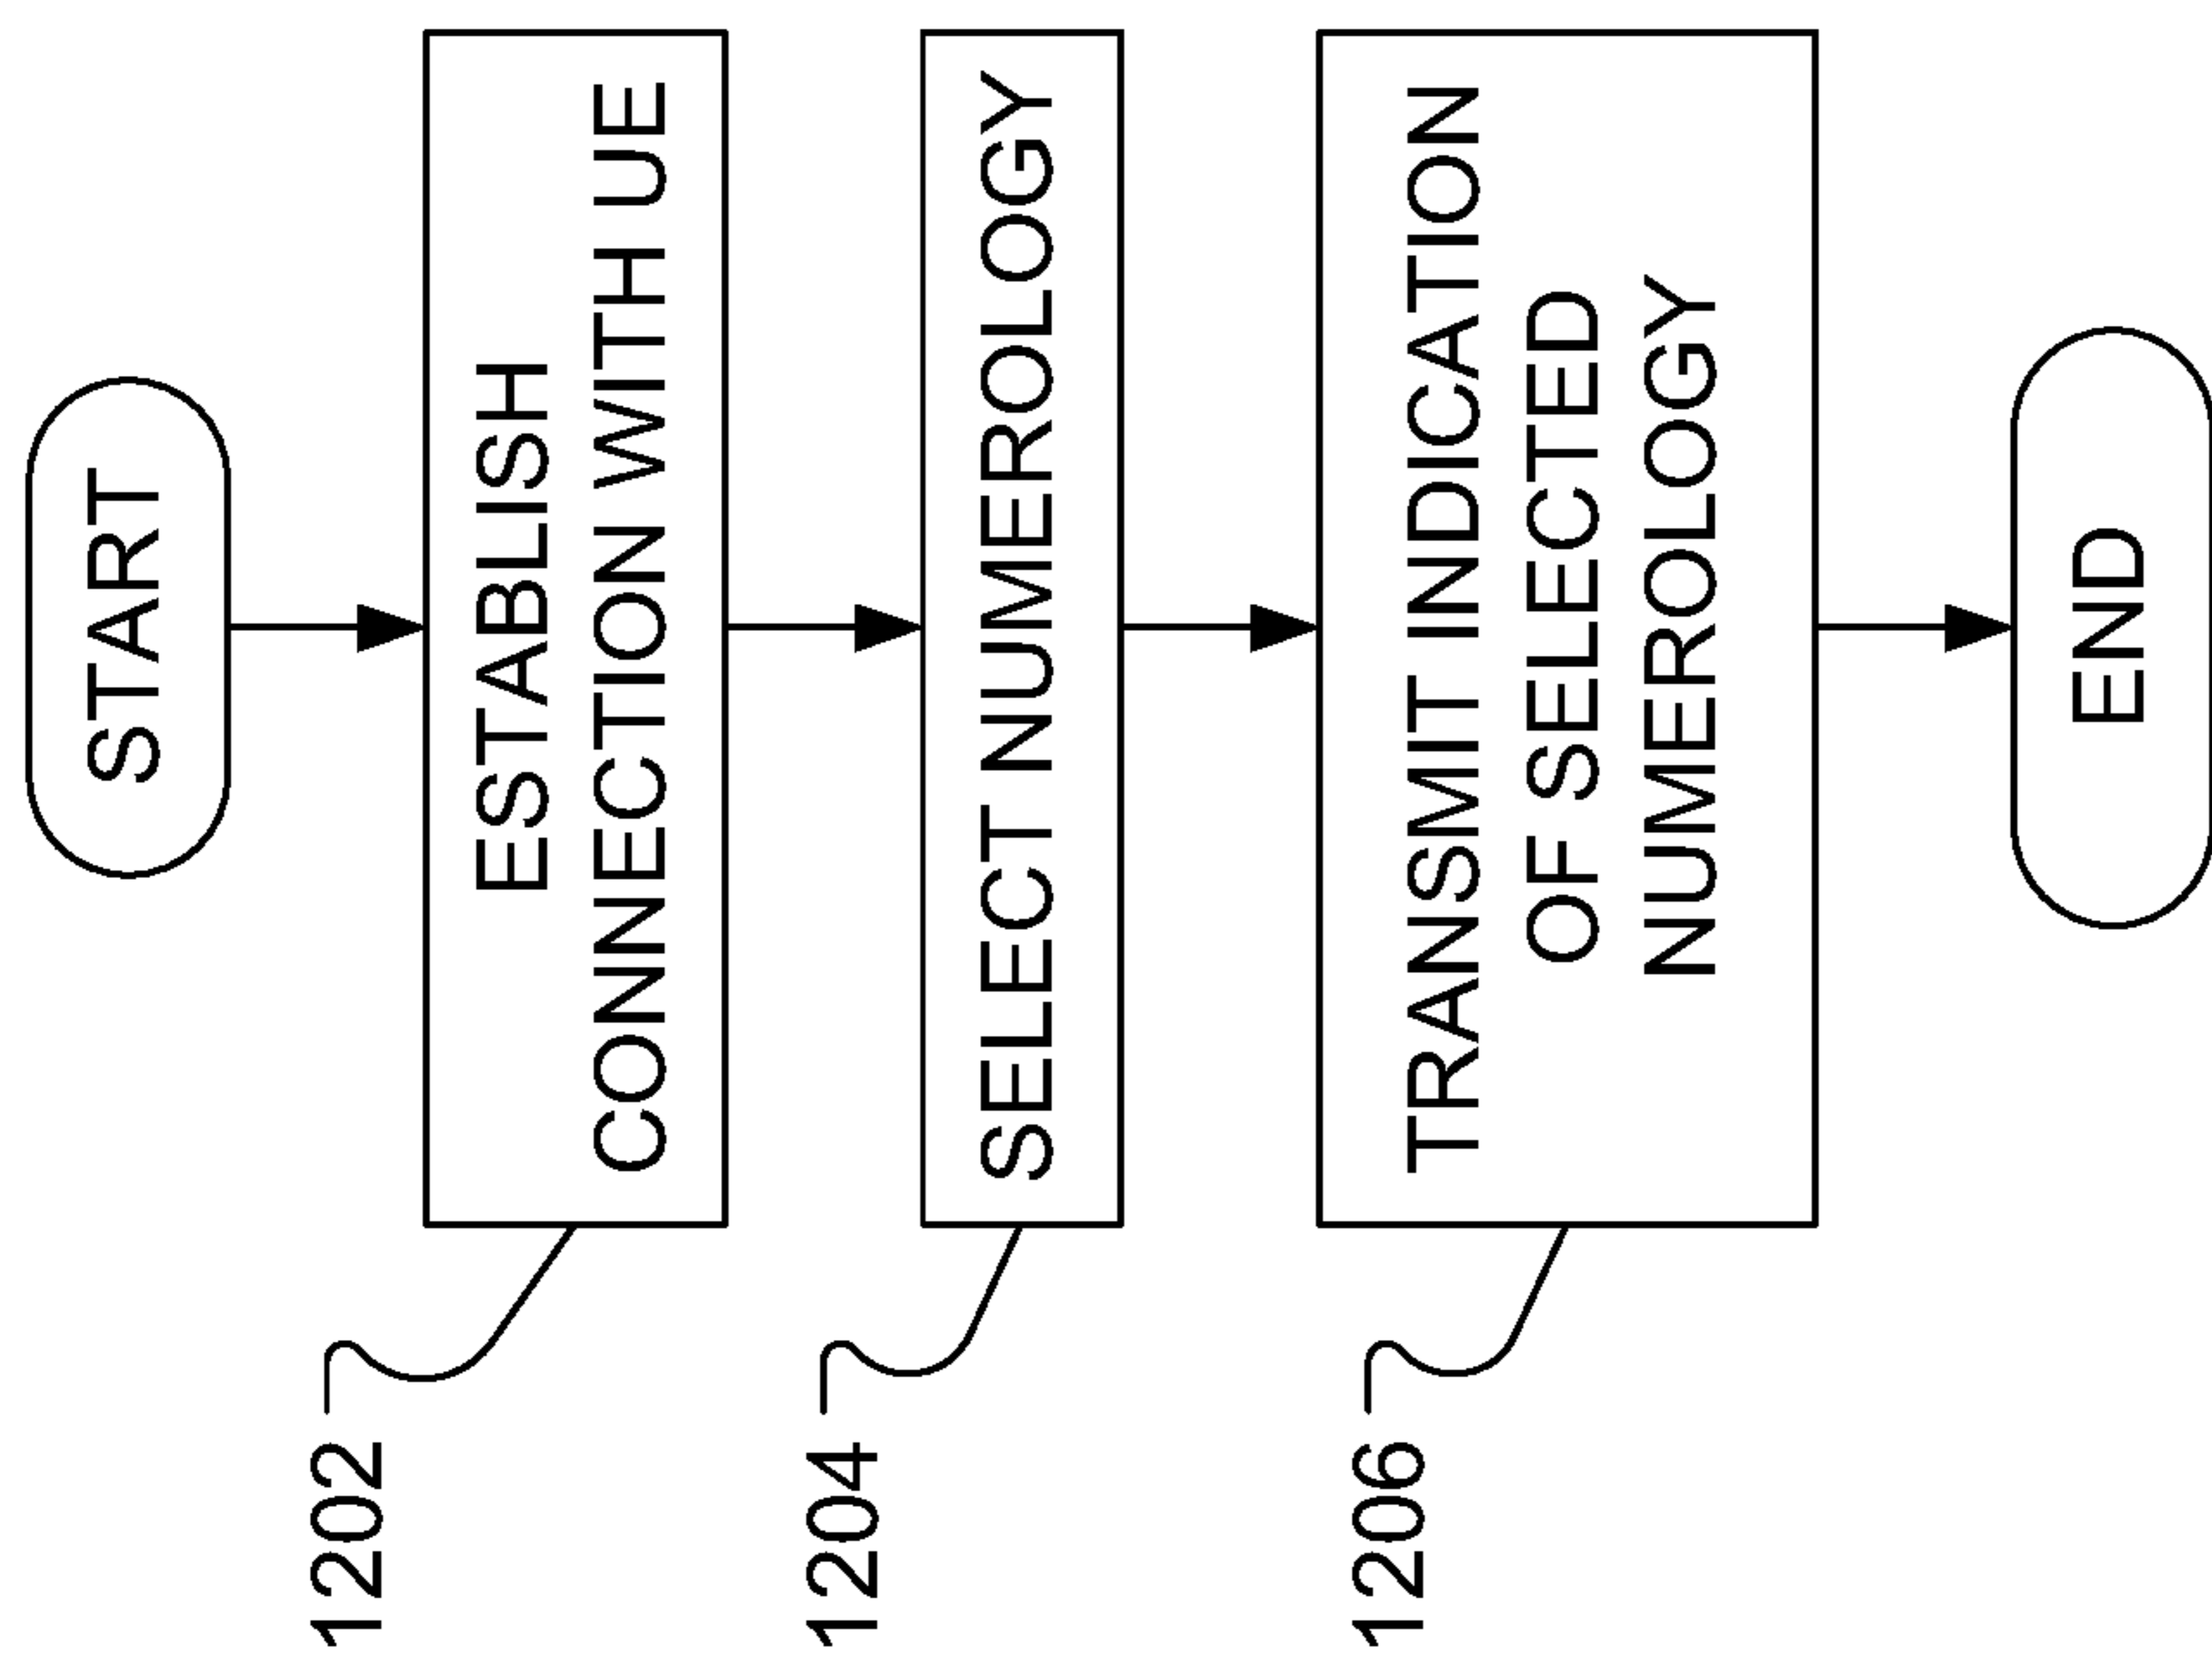 START
1202
ESTABLISH
CONNECTION WITH UE
1204
SELECT NUMEROLOGY
1206
TRANSMIT INDICATION
OF SELECTED
NUMEROLOGY
END